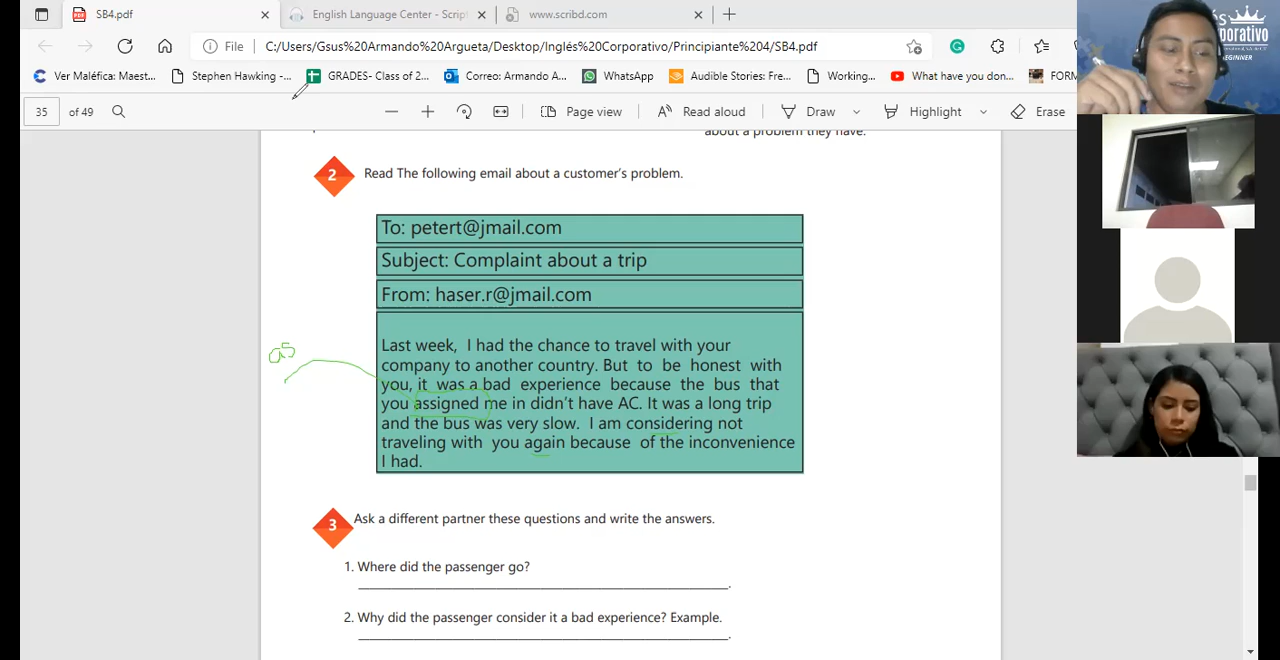 SB4.pdf
English Language Center - Script
www.scribd.com
File
C:/Users/Gsus%20Armando%20Argueta/Desktop/Inglés%20Corporativo/Principiante%204/SB4.pdf
Ver Maléfica: Maest...
Stephen Hawking -...
GRADES- Class of 2...
Correo: Armando A...
WhatsApp
Audible Stories: Fre...
Working...
What have you don...
FORM
35
of 49
Page view
Read aloud
Draw
Highlight
Erase
about a problem they have.
2
Read The following email about a customer's problem.
To: petert@jmail.com
Subject: Complaint about a trip
From: haser.r@jmail.com
Last week, I had the chance to travel with your
company to another country. But to be honest with
you, it was a bad experience because the bus that
you assigned me in didn't have AC. It was a long trip
and the bus was very slow. I am considering not
traveling with you again because of the inconvenience
I had.
3
Ask a different partner these questions and write the answers.
1. Where did the passenger go?
2. Why did the passenger consider it a bad experience? Example.